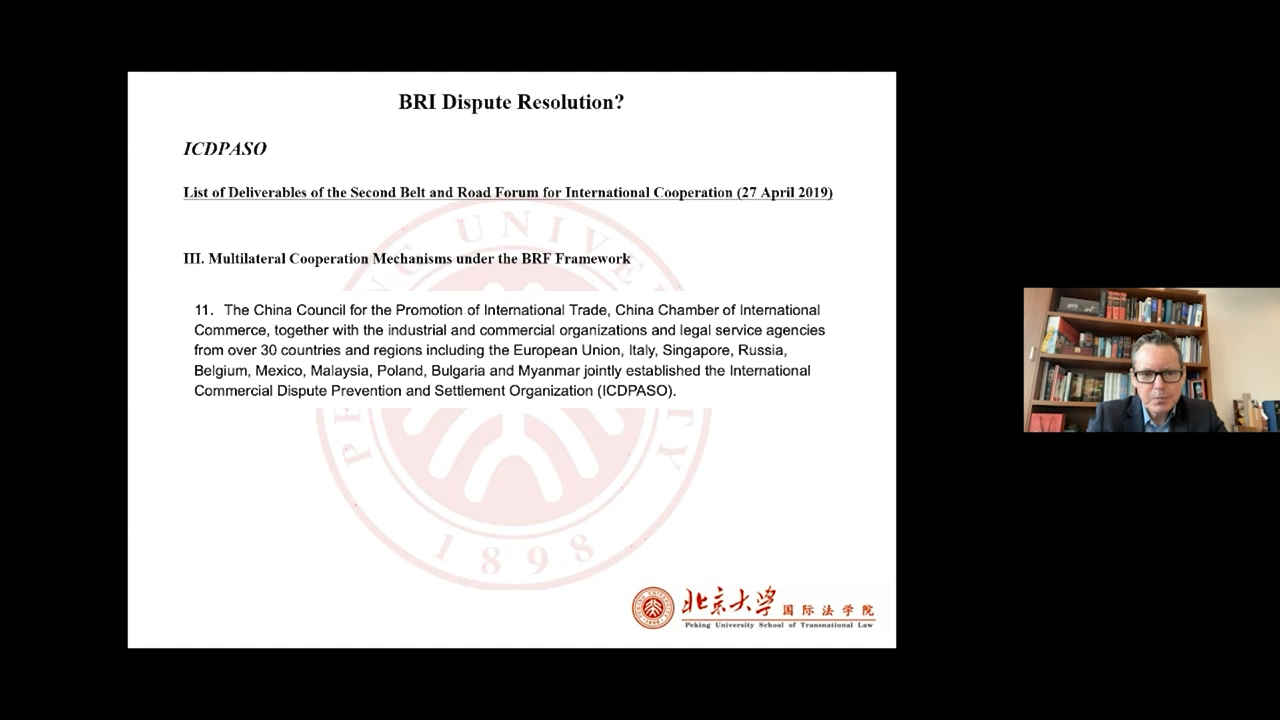 BRI Dispute Resolution?
ICDPASO
List of Deliverables of the Second Belt and Road Forum for International Cooperation (27 April 2019)
III. Multilateral Cooperation Mechanisms under the BRF Framework
11. The China Council for the Promotion of International Trade, China Chamber of International
Commerce, together with the industrial and commercial organizations and legal service agencies
from over 30 countries and regions including the European Union, Italy, Singapore, Russia,
Belgium, Mexico, Malaysia, Poland, Bulgaria and Myanmar jointly established the International
Commercial Dispute Prevention and Settlement Organization (ICDPASO).
1898
北京大学 国际法学院
Peking University School of Transnational Law